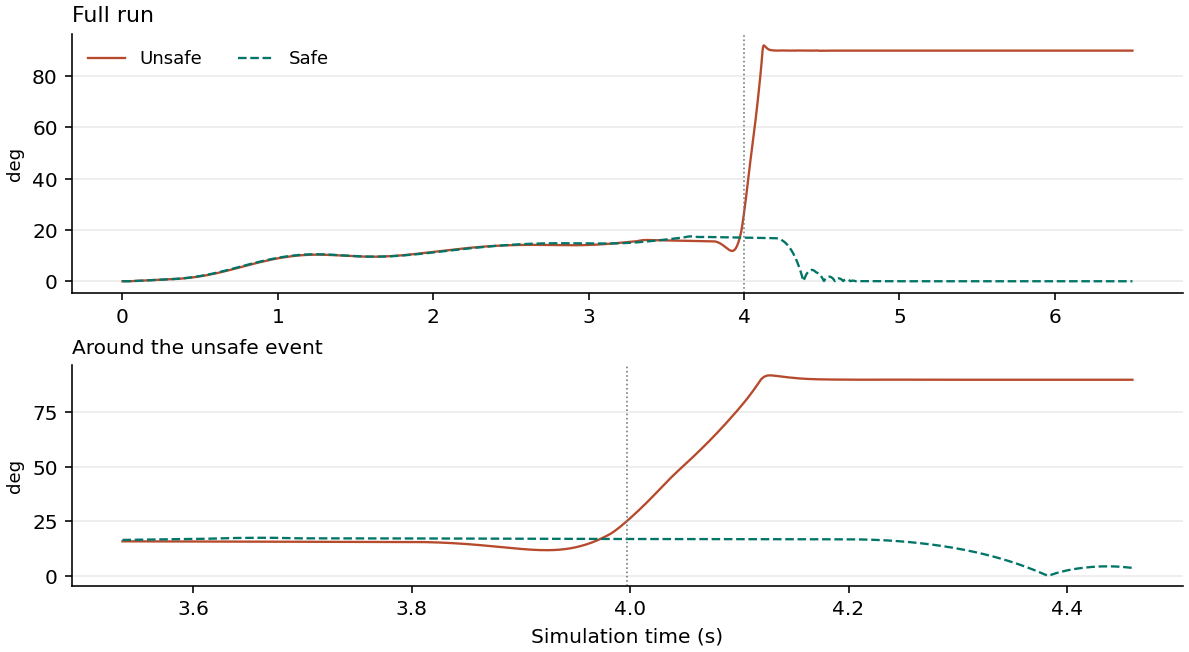 Full run
Unsafe Safe
deg
80
60
40
20
0
0 1 2 3 4 5 6
Around the unsafe event
deg
75
50
25
0
3.6 3.8 4.0 4.2 4.4
Simulation time (s)